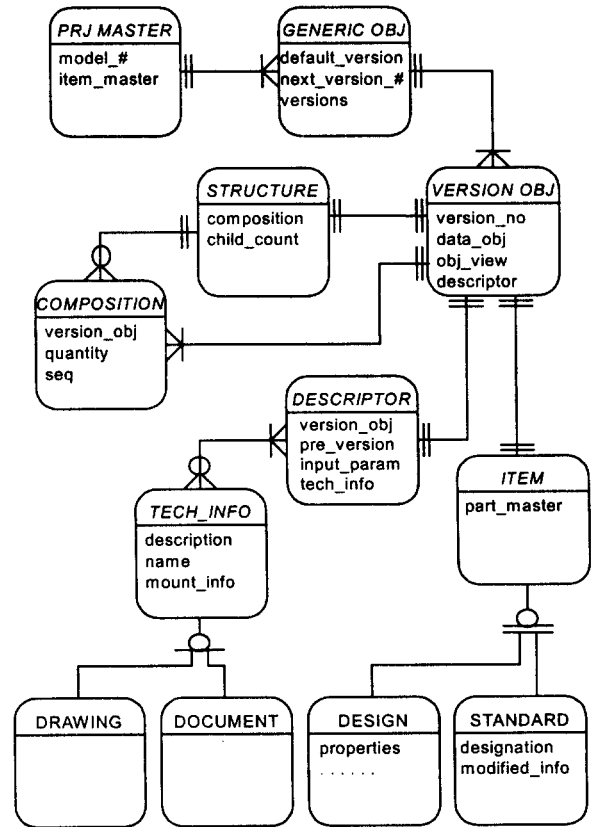 PRJ MASTER
model_#
item_master
GENERIC OBJ
default_version
next_version_#
versions
STRUCTURE
composition
child_count
VERSION OBJ
version_no
data_obj
obj_view
descriptor
COMPOSITION
version_obj
quantity
seq
DESCRIPTOR
version_obj
pre_version
input_param
tech_info
ITEM
part_master
TECH_INFO
description
name
mount_info
DRAWING
DOCUMENT
DESIGN
properties
. . . . . .
STANDARD
designation
modified_info